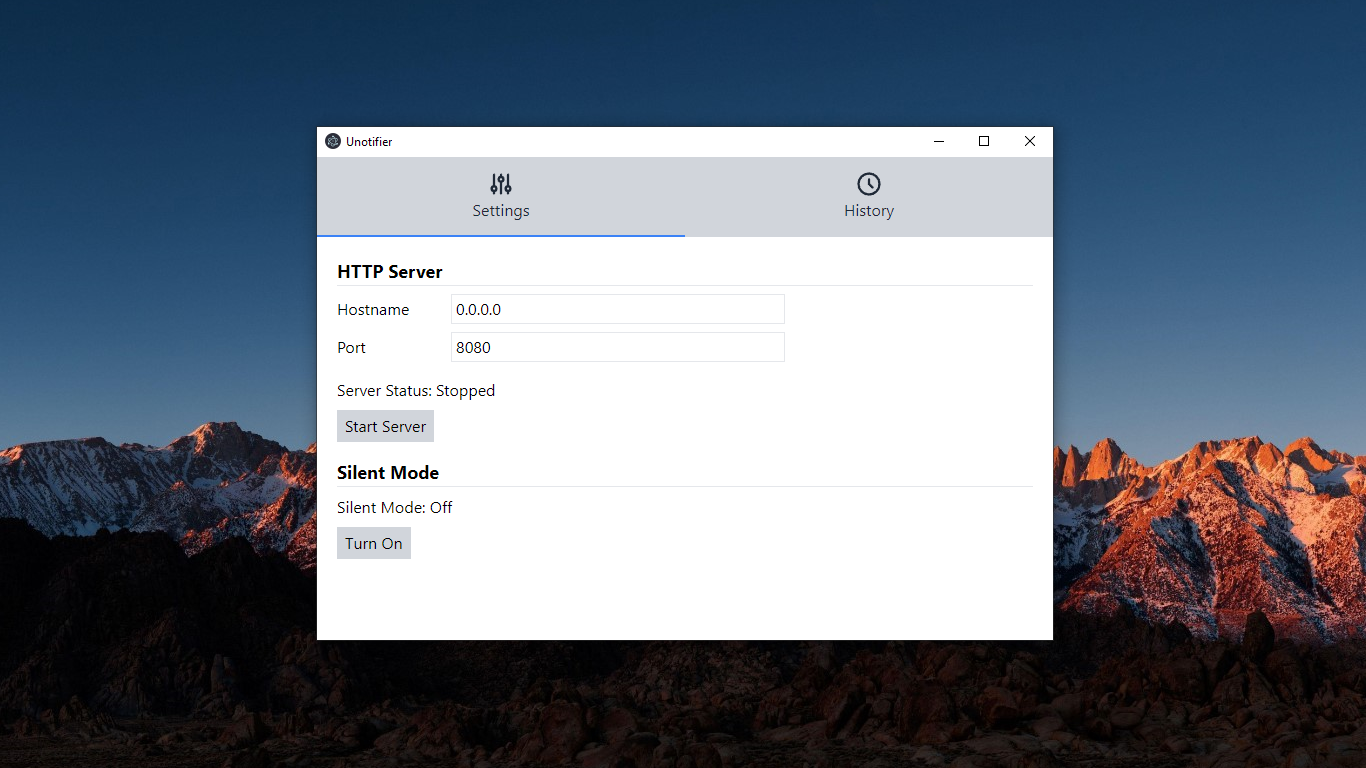 Unotifier
Settings
History
HTTP Server
Hostname
0.0.0.0
Port
8080
Server Status: Stopped
Start Server
Silent Mode
Silent Mode: Off
Turn On